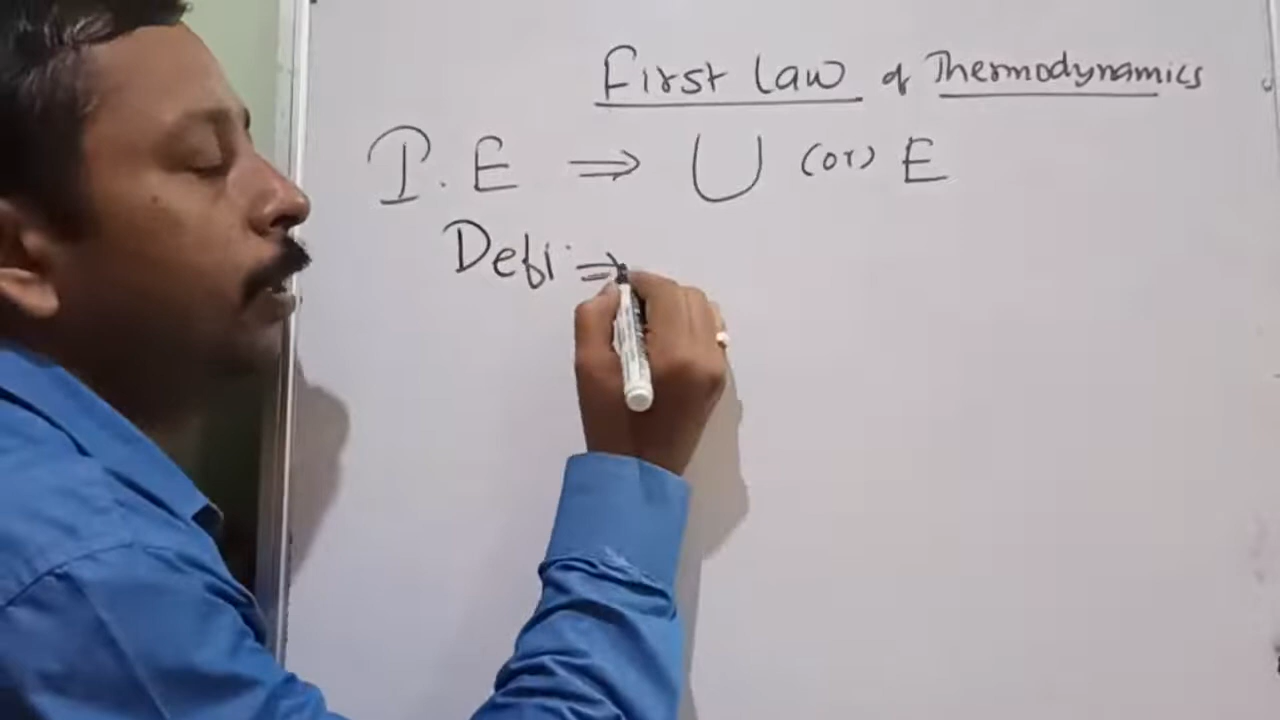 First Law of Thermodynamics
I.E ⇒ U (or) E
Defi. ⇒